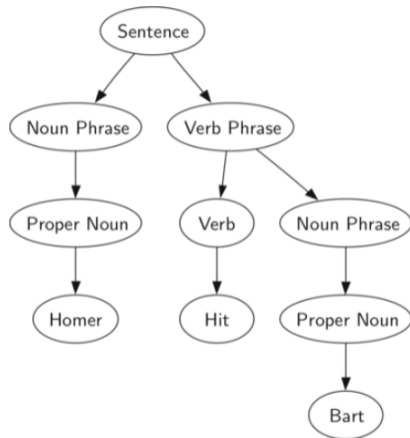 Sentence
Noun Phrase
Verb Phrase
Proper Noun
Verb
Noun Phrase
Homer
Hit
Proper Noun
Bart